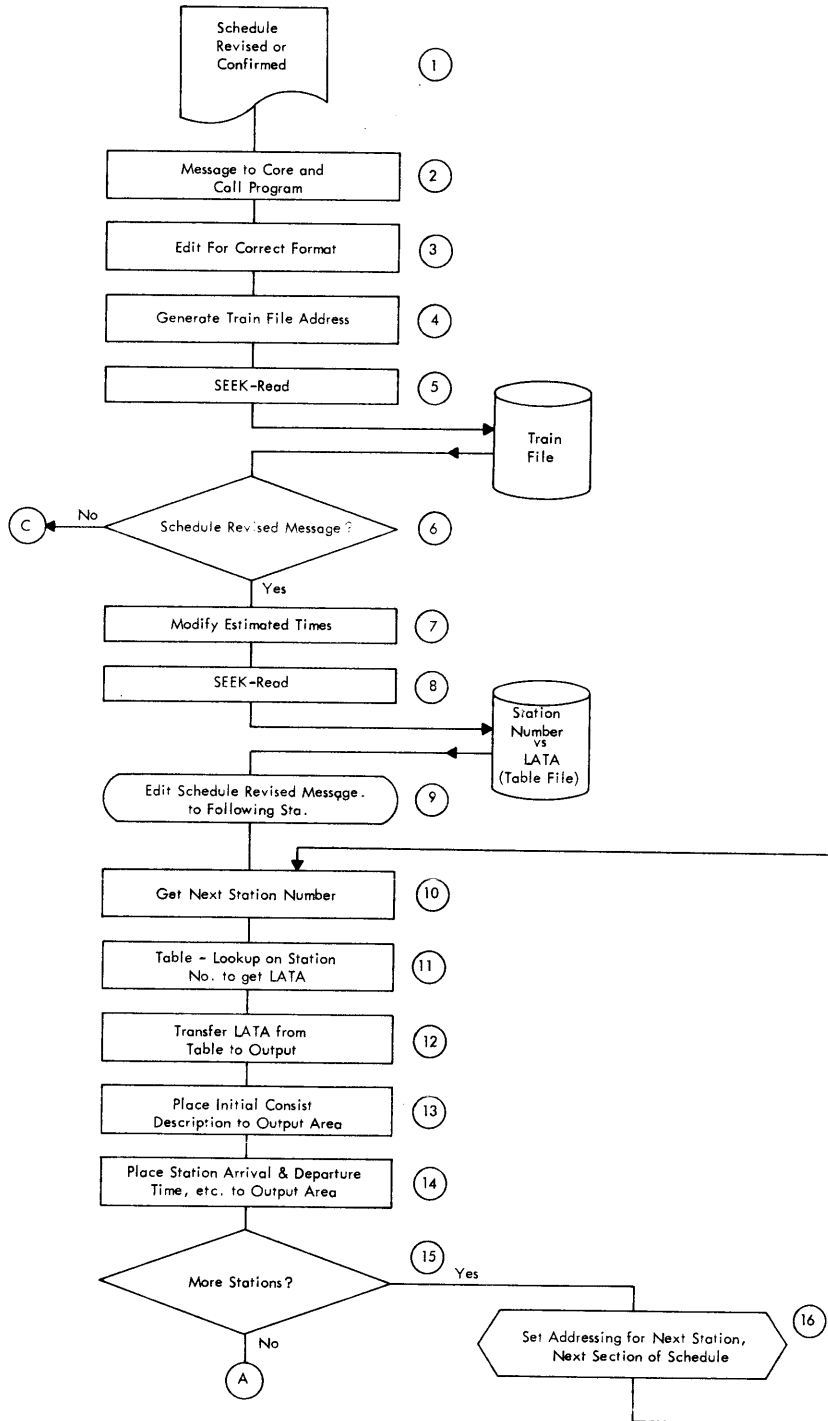 Schedule
Revised or
Confirmed
1
Message to Core and
Call Program
2
Edit For Correct Format
3
Generate Train File Address
4
SEEK-Read
5
Train
File
C
No
Schedule Revised Message?
6
Yes
Modify Estimated Times
7
SEEK-Read
8
Station
Number
vs
LATA
(Table File)
Edit Schedule Revised Message.
to Following Sta.
9
Get Next Station Number
10
Table - Lookup on Station
No. to get LATA
11
Transfer LATA from
Table to Output
12
Place Initial Consist
Description to Output Area
13
Place Station Arrival & Departure
Time, etc. to Output Area
14
More Stations?
15
Yes
No
A
Set Addressing for Next Station,
Next Section of Schedule
16